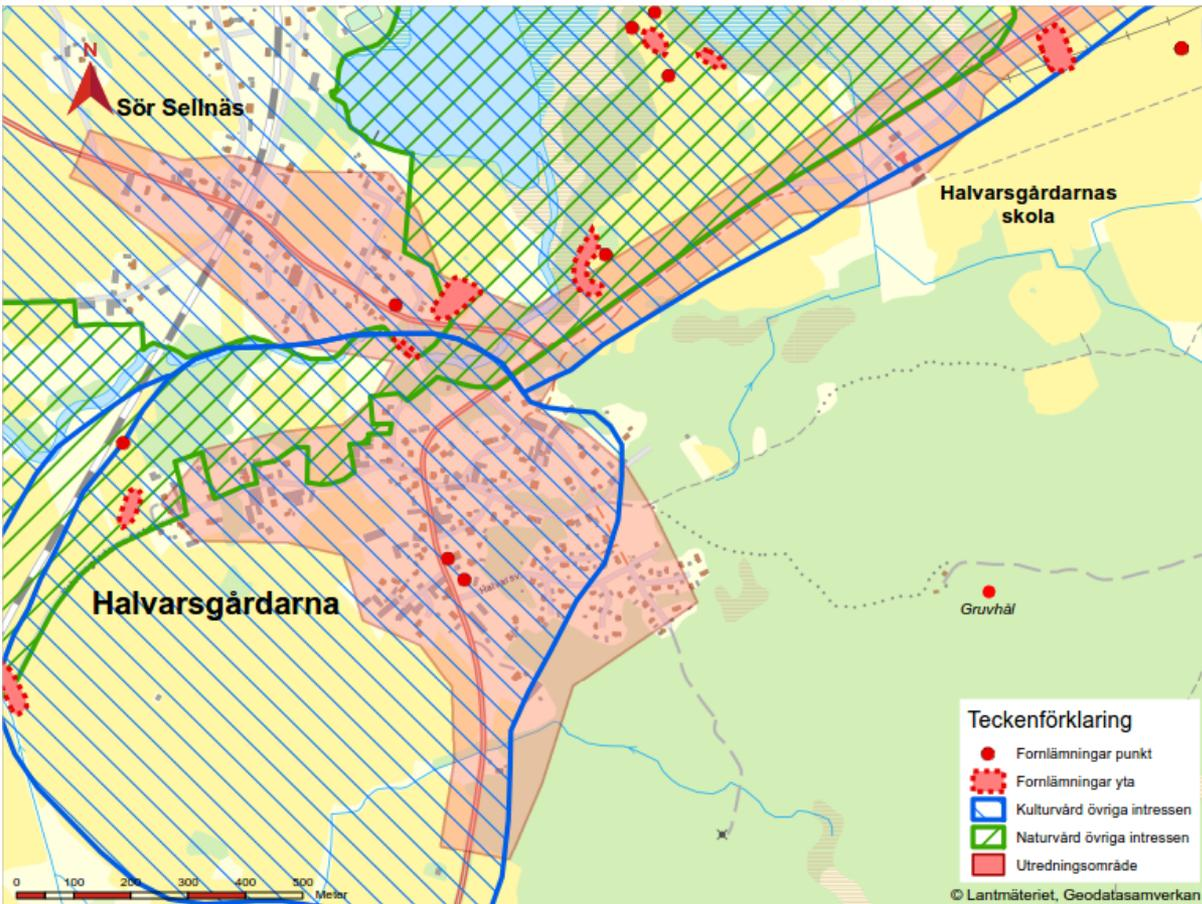 N
Sör Sellnäs
Halvarsgårdarnas
skola
Halvarsv.
Halvarsgårdarna
Gruvhål
Teckenförklaring
Fornlämningar punkt
Fornlämningar yta
Kulturvård övriga intressen
Naturvård övriga intressen
Utredningsområde
0 100 200 300 400 500
Meter
© Lantmäteriet, Geodatasamverkan